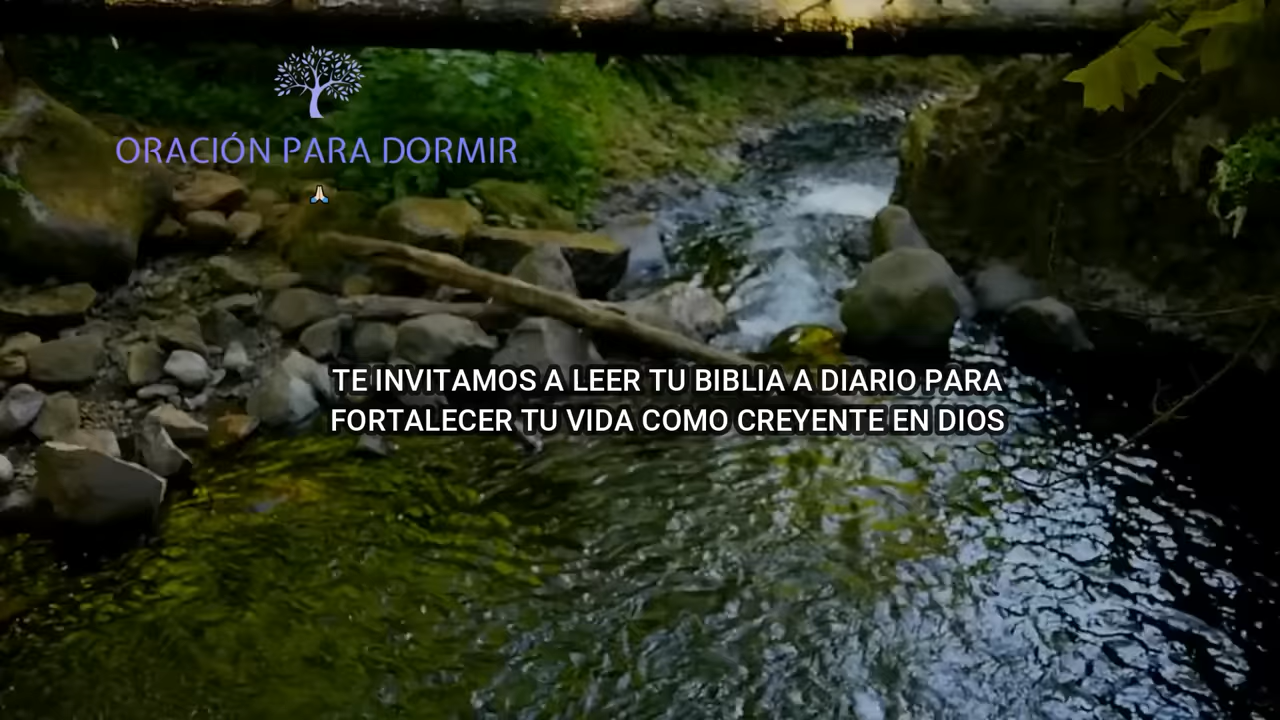 ORACIÓN PARA DORMIR
TE INVITAMOS A LEER TU BIBLIA A DIARIO PARA
FORTALECER TU VIDA COMO CREYENTE EN DIOS